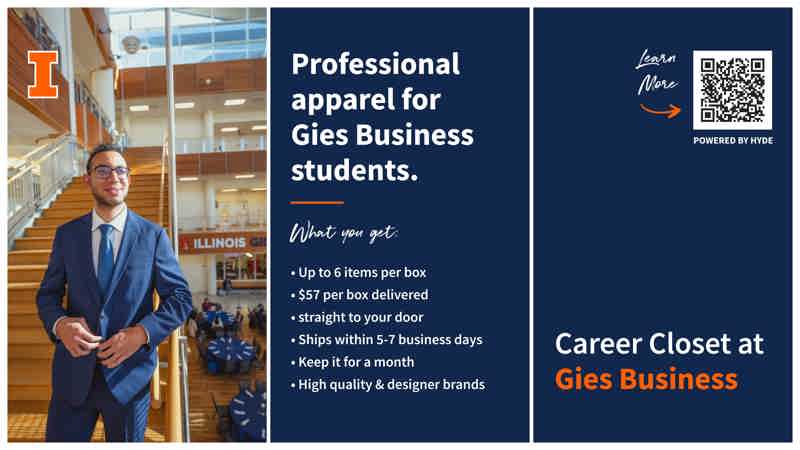 I
ILLINOIS
Professional
apparel for
Gies Business
students.
What you get:
• Up to 6 items per box
• $57 per box delivered
• straight to your door
• Ships within 5-7 business days
• Keep it for a month
• High quality & designer brands
Learn
More
POWERED BY HYDE
Career Closet at
Gies Business